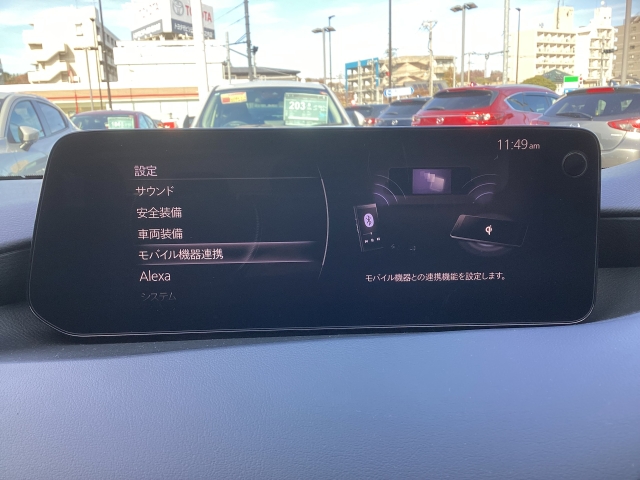 TOYOTA
203
11:49 am
設定
サウンド
安全装備
車両装備
モバイル機器連携
Alexa
システム
モバイル機器との連携機能を設定します。